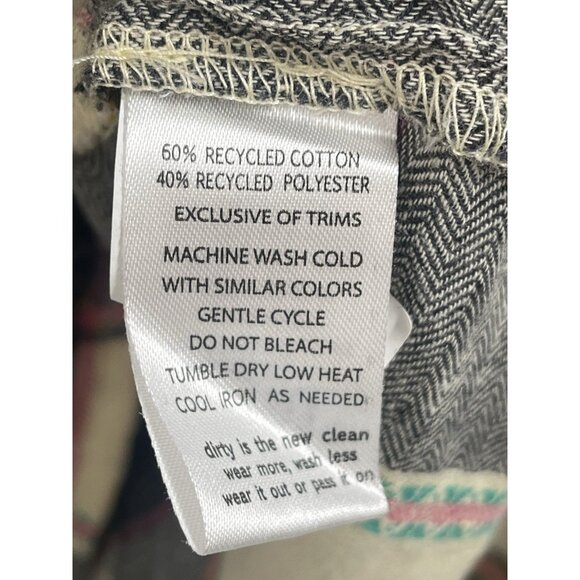 60% RECYCLED COTTON
40% RECYCLED POLYESTER
EXCLUSIVE OF TRIMS
MACHINE WASH COLD
WITH SIMILAR COLORS
GENTLE CYCLE
DO NOT BLEACH
TUMBLE DRY LOW HEAT
COOL IRON AS NEEDED
dirty is the new clean
wear more, wash less
wear it out or pass it on